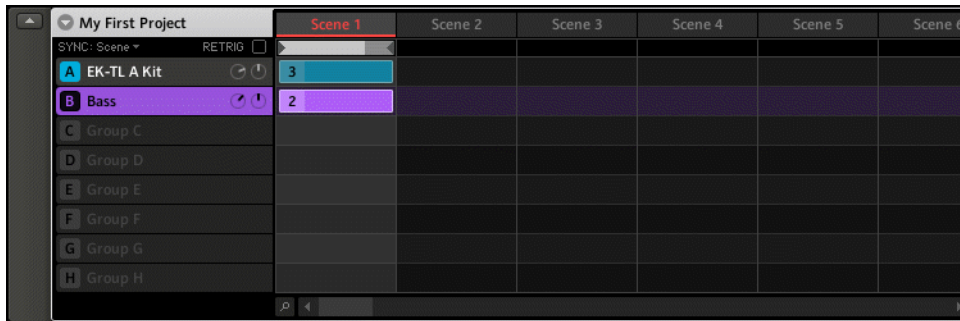 My First Project Scene 1 Scene 2 Scene 3 Scene 4 Scene 5 Scene 6
SYNC: Scene RETRIG
A EK-TL A Kit 3
B Bass 2
C Group C
D Group D
E Group E
F Group F
G Group G
H Group H